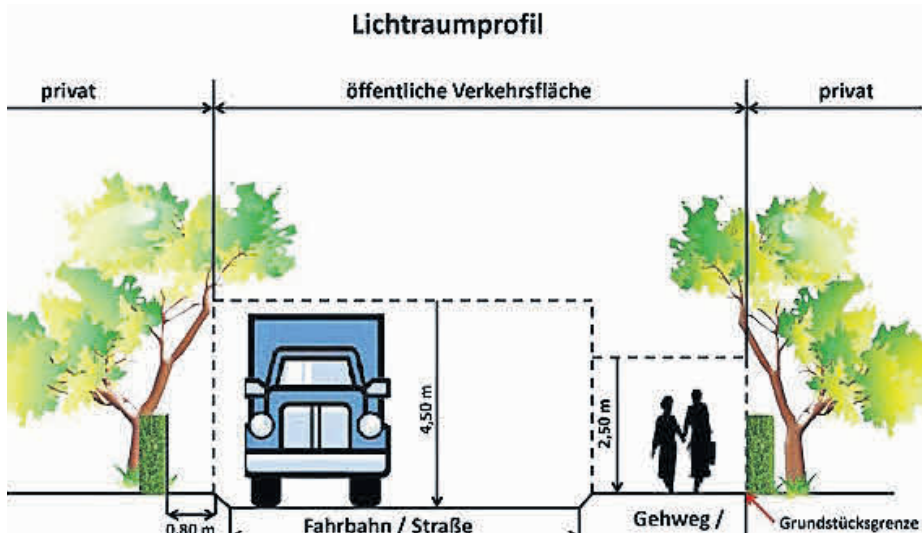 Lichtraumprofil
privat
öffentliche Verkehrsfläche
privat
4,50 m
2,50 m
0,80 m
Fahrbahn / Straße
Gehweg /
Grundstücksgrenze